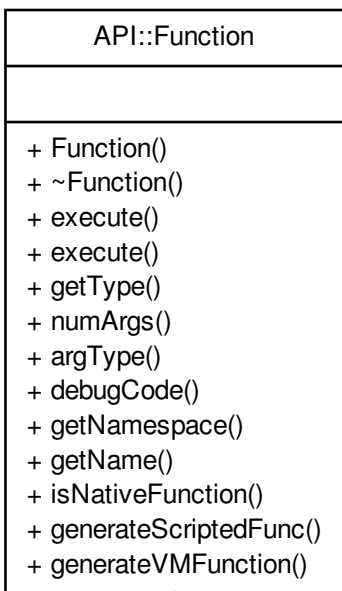 API::Function
+ Function()
+ ~Function()
+ execute()
+ execute()
+ getType()
+ numArgs()
+ argType()
+ debugCode()
+ getNamespace()
+ getName()
+ isNativeFunction()
+ generateScriptedFunc()
+ generateVMFunction()